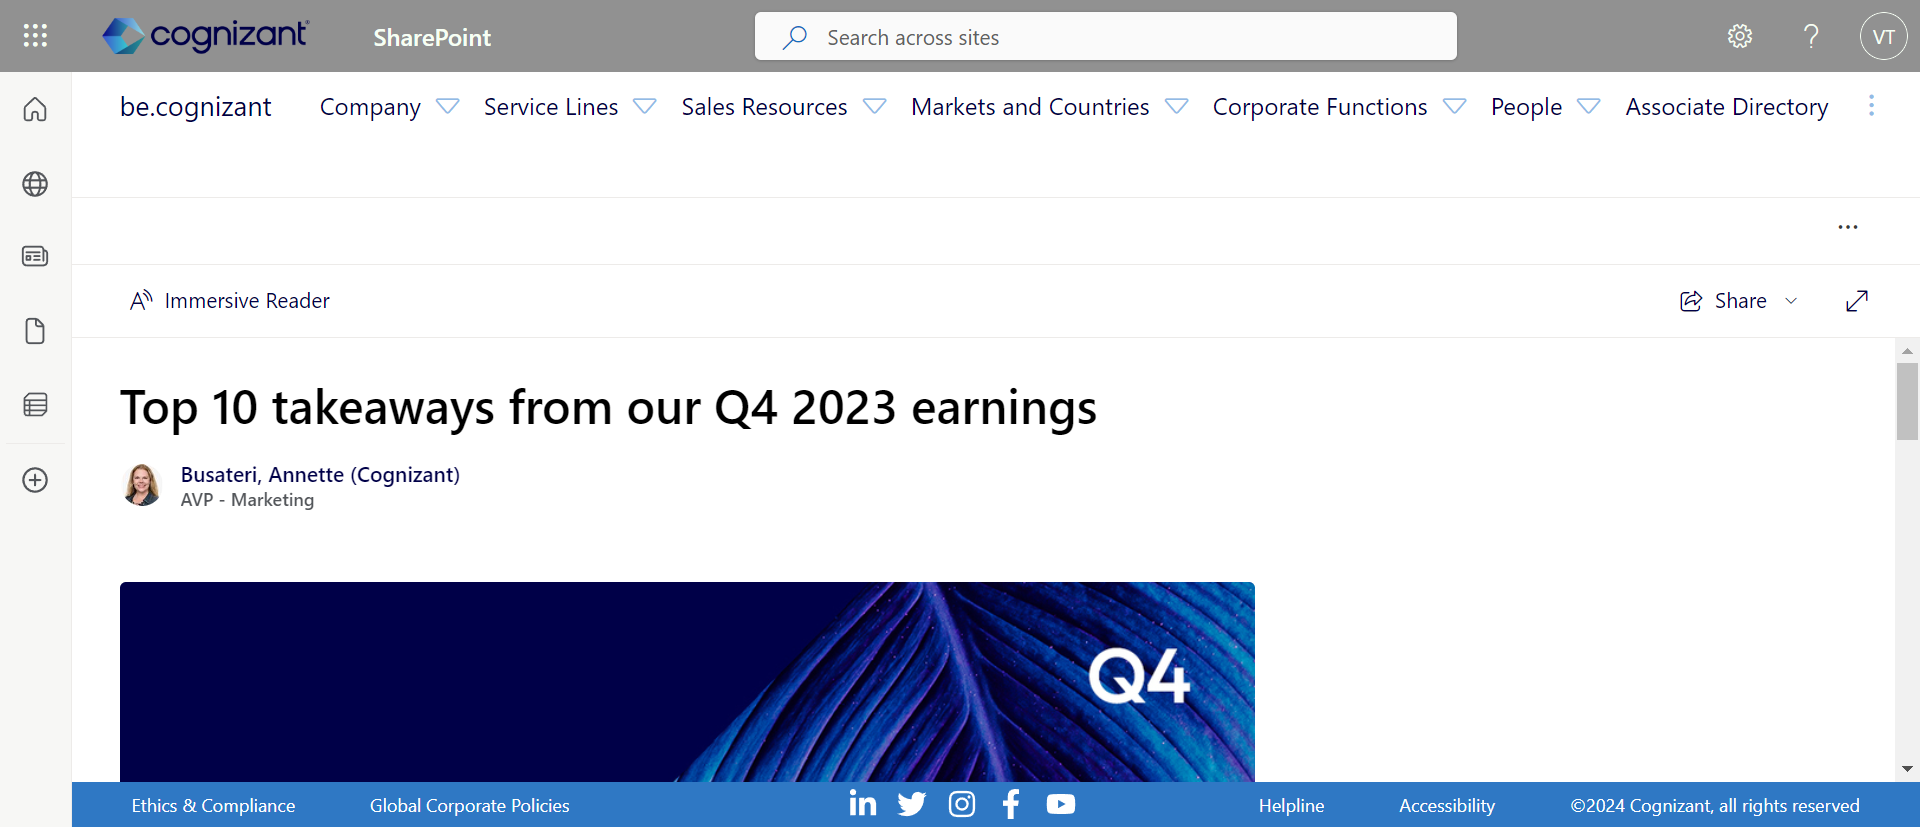 cognizant SharePoint Search across sites VT
be.cognizant Company Service Lines Sales Resources Markets and Countries Corporate Functions People Associate Directory
Immersive Reader Share
Top 10 takeaways from our Q4 2023 earnings
Busateri, Annette (Cognizant)
AVP - Marketing
Q4
Ethics & Compliance Global Corporate Policies Helpline Accessibility ©2024 Cognizant, all rights reserved